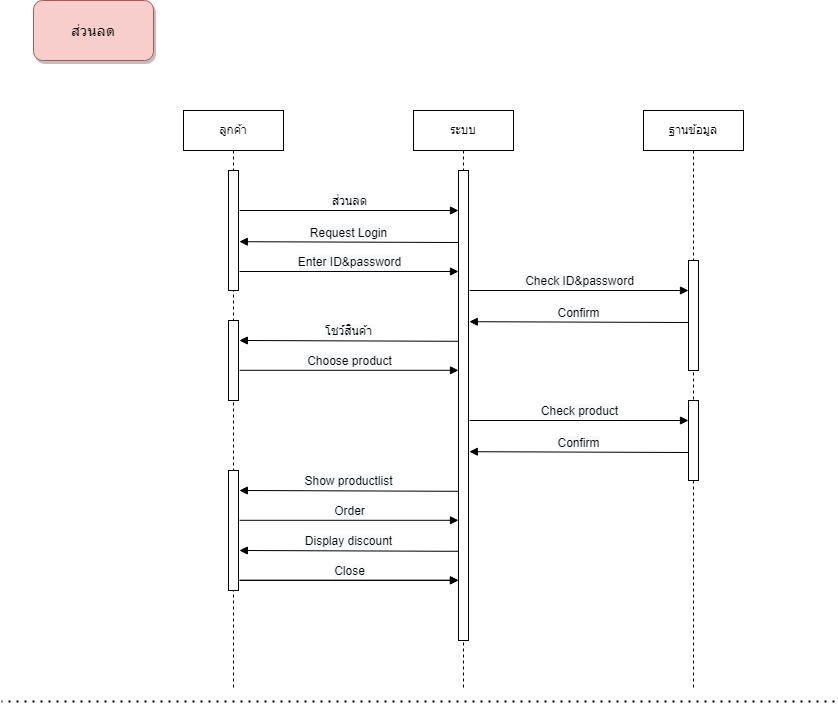 ส่วนลด
ลูกค้า
ระบบ
ฐานข้อมูล
ส่วนลด
Request Login
Enter ID&password
Check ID&password
Confirm
โชว์สินค้า
Choose product
Check product
Confirm
Show productlist
Order
Display discount
Close